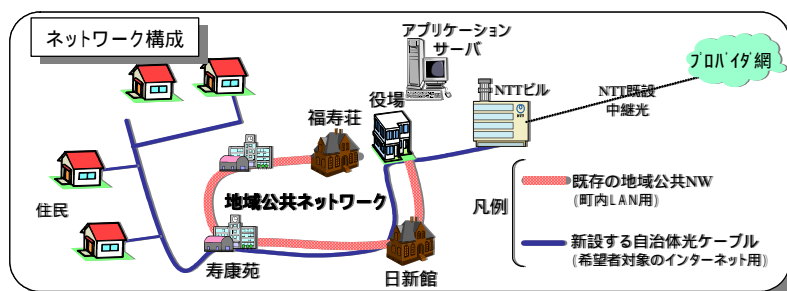 ネットワーク構成
アプリケーション
サーバ
プロバイダ網
NTTビル
NTT既設
中継光
役場
福寿荘
地域公共ネットワーク
住民
寿康苑
日新館
凡例
既存の地域公共NW
(町内LAN用)
新設する自治体光ケーブル
(希望者対象のインターネット用)